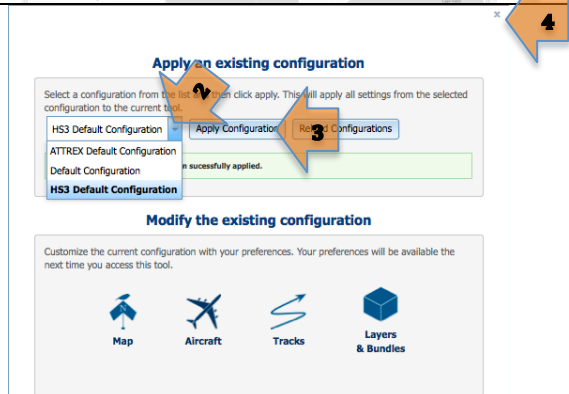 x
4
Apply an existing configuration
Select a configuration from the list and then click apply. This will apply all settings from the selected
configuration to the current tool.
2
HS3 Default Configuration
Apply Configuration
3
Configurations
ATTREX Default Configuration
Default Configuration
HS3 Default Configuration
n sucessfully applied.
Modify the existing configuration
Customize the current configuration with your preferences. Your preferences will be available the
next time you access this tool.
Map
Aircraft
Tracks
Layers
& Bundles